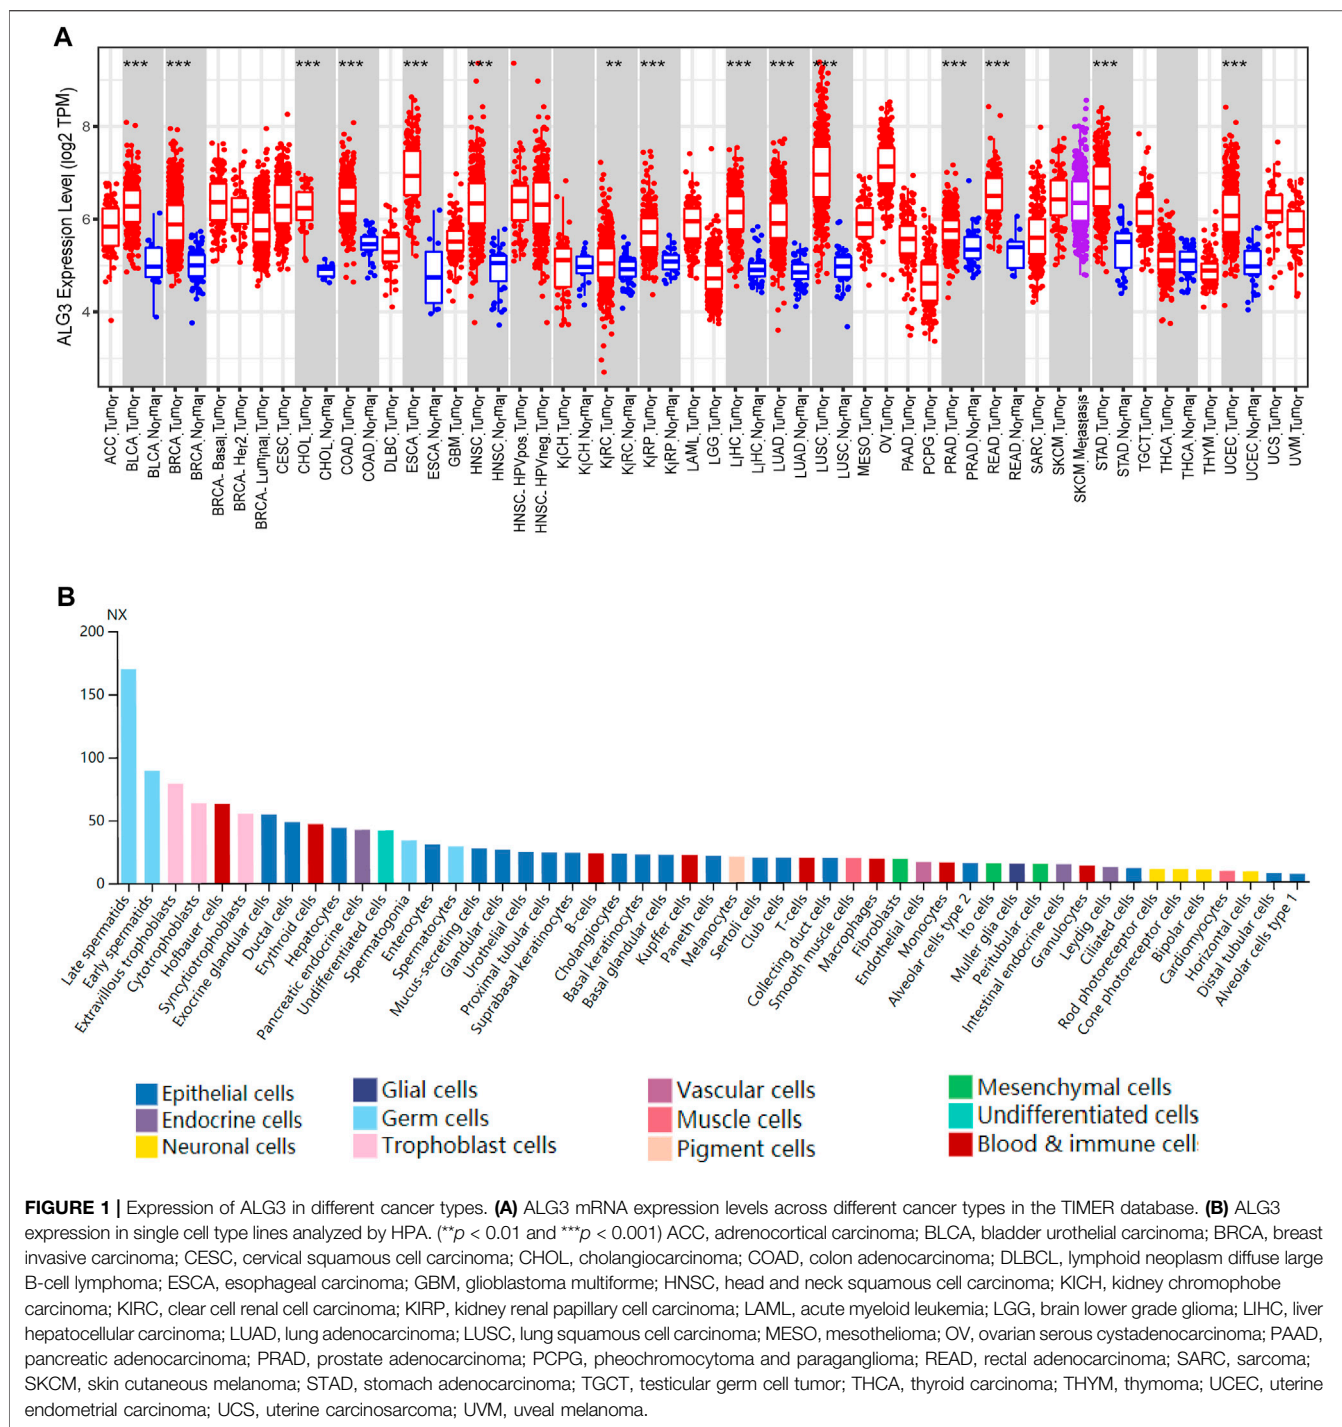 A
*** *** *** *** *** *** ** *** *** *** *** *** *** *** ***
ALG3 Expression Level (log2 TPM)
8
6
4
ACC.Tumor
BLCA.Tumor
BLCA.Normal
BRCA.Tumor
BRCA.Normal
BRCA-Basal.Tumor
BRCA-Her2.Tumor
BRCA-Luminal.Tumor
CESC.Tumor
CHOL.Tumor
CHOL.Normal
COAD.Tumor
COAD.Normal
DLBC.Tumor
ESCA.Tumor
ESCA.Normal
GBM.Tumor
HNSC.Tumor
HNSC.Normal
HNSC-HPVpos.Tumor
HNSC-HPVneg.Tumor
KICH.Tumor
KICH.Normal
KIRC.Tumor
KIRC.Normal
KIRP.Tumor
KIRP.Normal
LAML.Tumor
LGG.Tumor
LIHC.Tumor
LIHC.Normal
LUAD.Tumor
LUAD.Normal
LUSC.Tumor
LUSC.Normal
MESO.Tumor
OV.Tumor
PAAD.Tumor
PCPG.Tumor
PRAD.Tumor
PRAD.Normal
READ.Tumor
READ.Normal
SARC.Tumor
SKCM.Tumor
SKCM.Metastasis
STAD.Tumor
STAD.Normal
TGCT.Tumor
THCA.Tumor
THCA.Normal
THYM.Tumor
UCEC.Tumor
UCEC.Normal
UCS.Tumor
UVM.Tumor
B
NX
200
150
100
50
0
Late spermatids
Early spermatids
Extravillous trophoblasts
Cytotrophoblasts
Hofbauer cells
Syncytiotrophoblasts
Exocrine glandular cells
Ductal cells
Erythroid cells
Hepatocytes
Pancreatic endocrine cells
Undifferentiated cells
Spermatogonia
Enterocytes
Spermatocytes
Mucus-secreting cells
Glandular cells
Urothelial cells
Proximal tubular cells
Suprabasal keratinocytes
B-cells
Cholangiocytes
Basal keratinocytes
Basal glandular cells
Kupffer cells
Paneth cells
Melanocytes
Sertoli cells
Club cells
T-cells
Collecting duct cells
Smooth muscle cells
Macrophages
Fibroblasts
Endothelial cells
Monocytes
Alveolar cells type 2
Ito cells
Muller glia cells
Peritubular cells
Intestinal endocrine cells
Granulocytes
Leydig cells
Ciliated cells
Rod photoreceptor cells
Cone photoreceptor cells
Bipolar cells
Cardiomyocytes
Horizontal cells
Distal tubular cells
Alveolar cells type 1
Epithelial cells
Endocrine cells
Neuronal cells
Glial cells
Germ cells
Trophoblast cells
Vascular cells
Muscle cells
Pigment cells
Mesenchymal cells
Undifferentiated cells
Blood & immune cells
FIGURE 1 | Expression of ALG3 in different cancer types. (A) ALG3 mRNA expression levels across different cancer types in the TIMER database. (B) ALG3
expression in single cell type lines analyzed by HPA. (**p < 0.01 and ***p < 0.001) ACC, adrenocortical carcinoma; BLCA, bladder urothelial carcinoma; BRCA, breast
invasive carcinoma; CESC, cervical squamous cell carcinoma; CHOL, cholangiocarcinoma; COAD, colon adenocarcinoma; DLBCL, lymphoid neoplasm diffuse large
B-cell lymphoma; ESCA, esophageal carcinoma; GBM, glioblastoma multiforme; HNSC, head and neck squamous cell carcinoma; KICH, kidney chromophobe
carcinoma; KIRC, clear cell renal cell carcinoma; KIRP, kidney renal papillary cell carcinoma; LAML, acute myeloid leukemia; LGG, brain lower grade glioma; LIHC, liver
hepatocellular carcinoma; LUAD, lung adenocarcinoma; LUSC, lung squamous cell carcinoma; MESO, mesothelioma; OV, ovarian serous cystadenocarcinoma; PAAD,
pancreatic adenocarcinoma; PRAD, prostate adenocarcinoma; PCPG, pheochromocytoma and paraganglioma; READ, rectal adenocarcinoma; SARC, sarcoma;
SKCM, skin cutaneous melanoma; STAD, stomach adenocarcinoma; TGCT, testicular germ cell tumor; THCA, thyroid carcinoma; THYM, thymoma; UCEC, uterine
endometrial carcinoma; UCS, uterine carcinosarcoma; UVM, uveal melanoma.